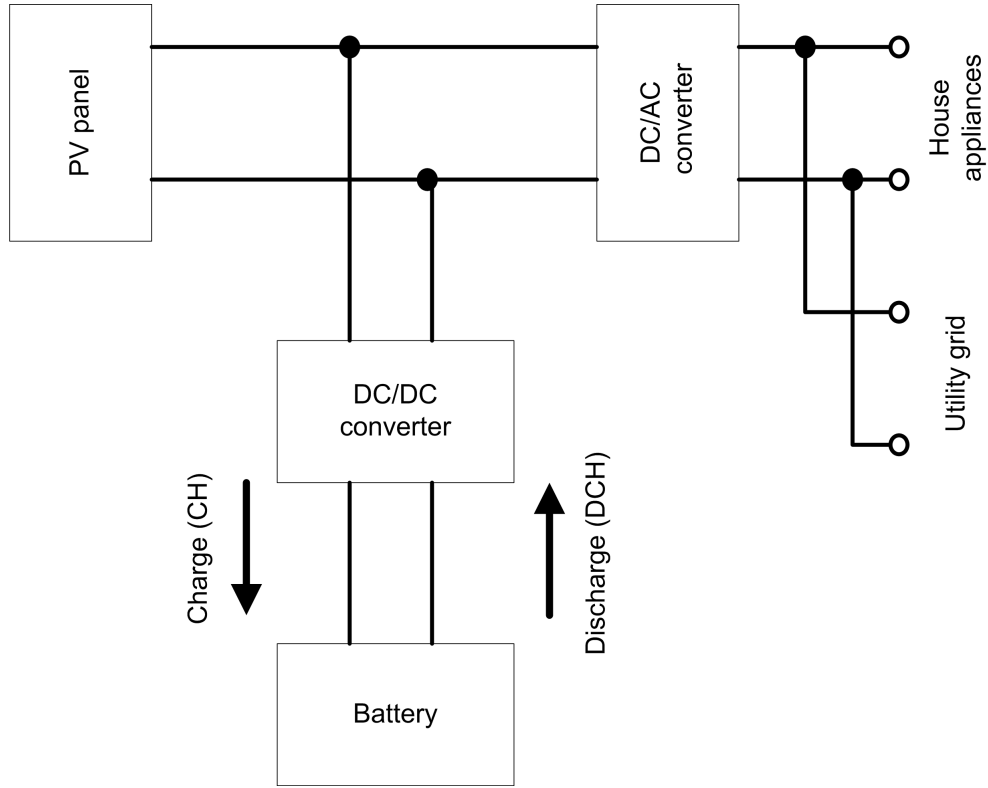 PV panel
DC/AC
converter
House
appliances
Utility grid
DC/DC
converter
Charge (CH)
Discharge (DCH)
Battery